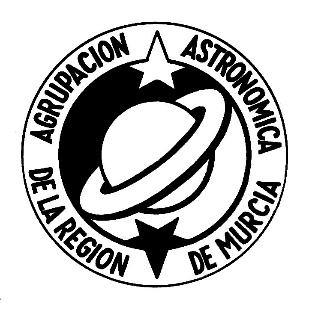 AGRUPACION ASTRONOMICA
DE LA REGION DE MURCIA